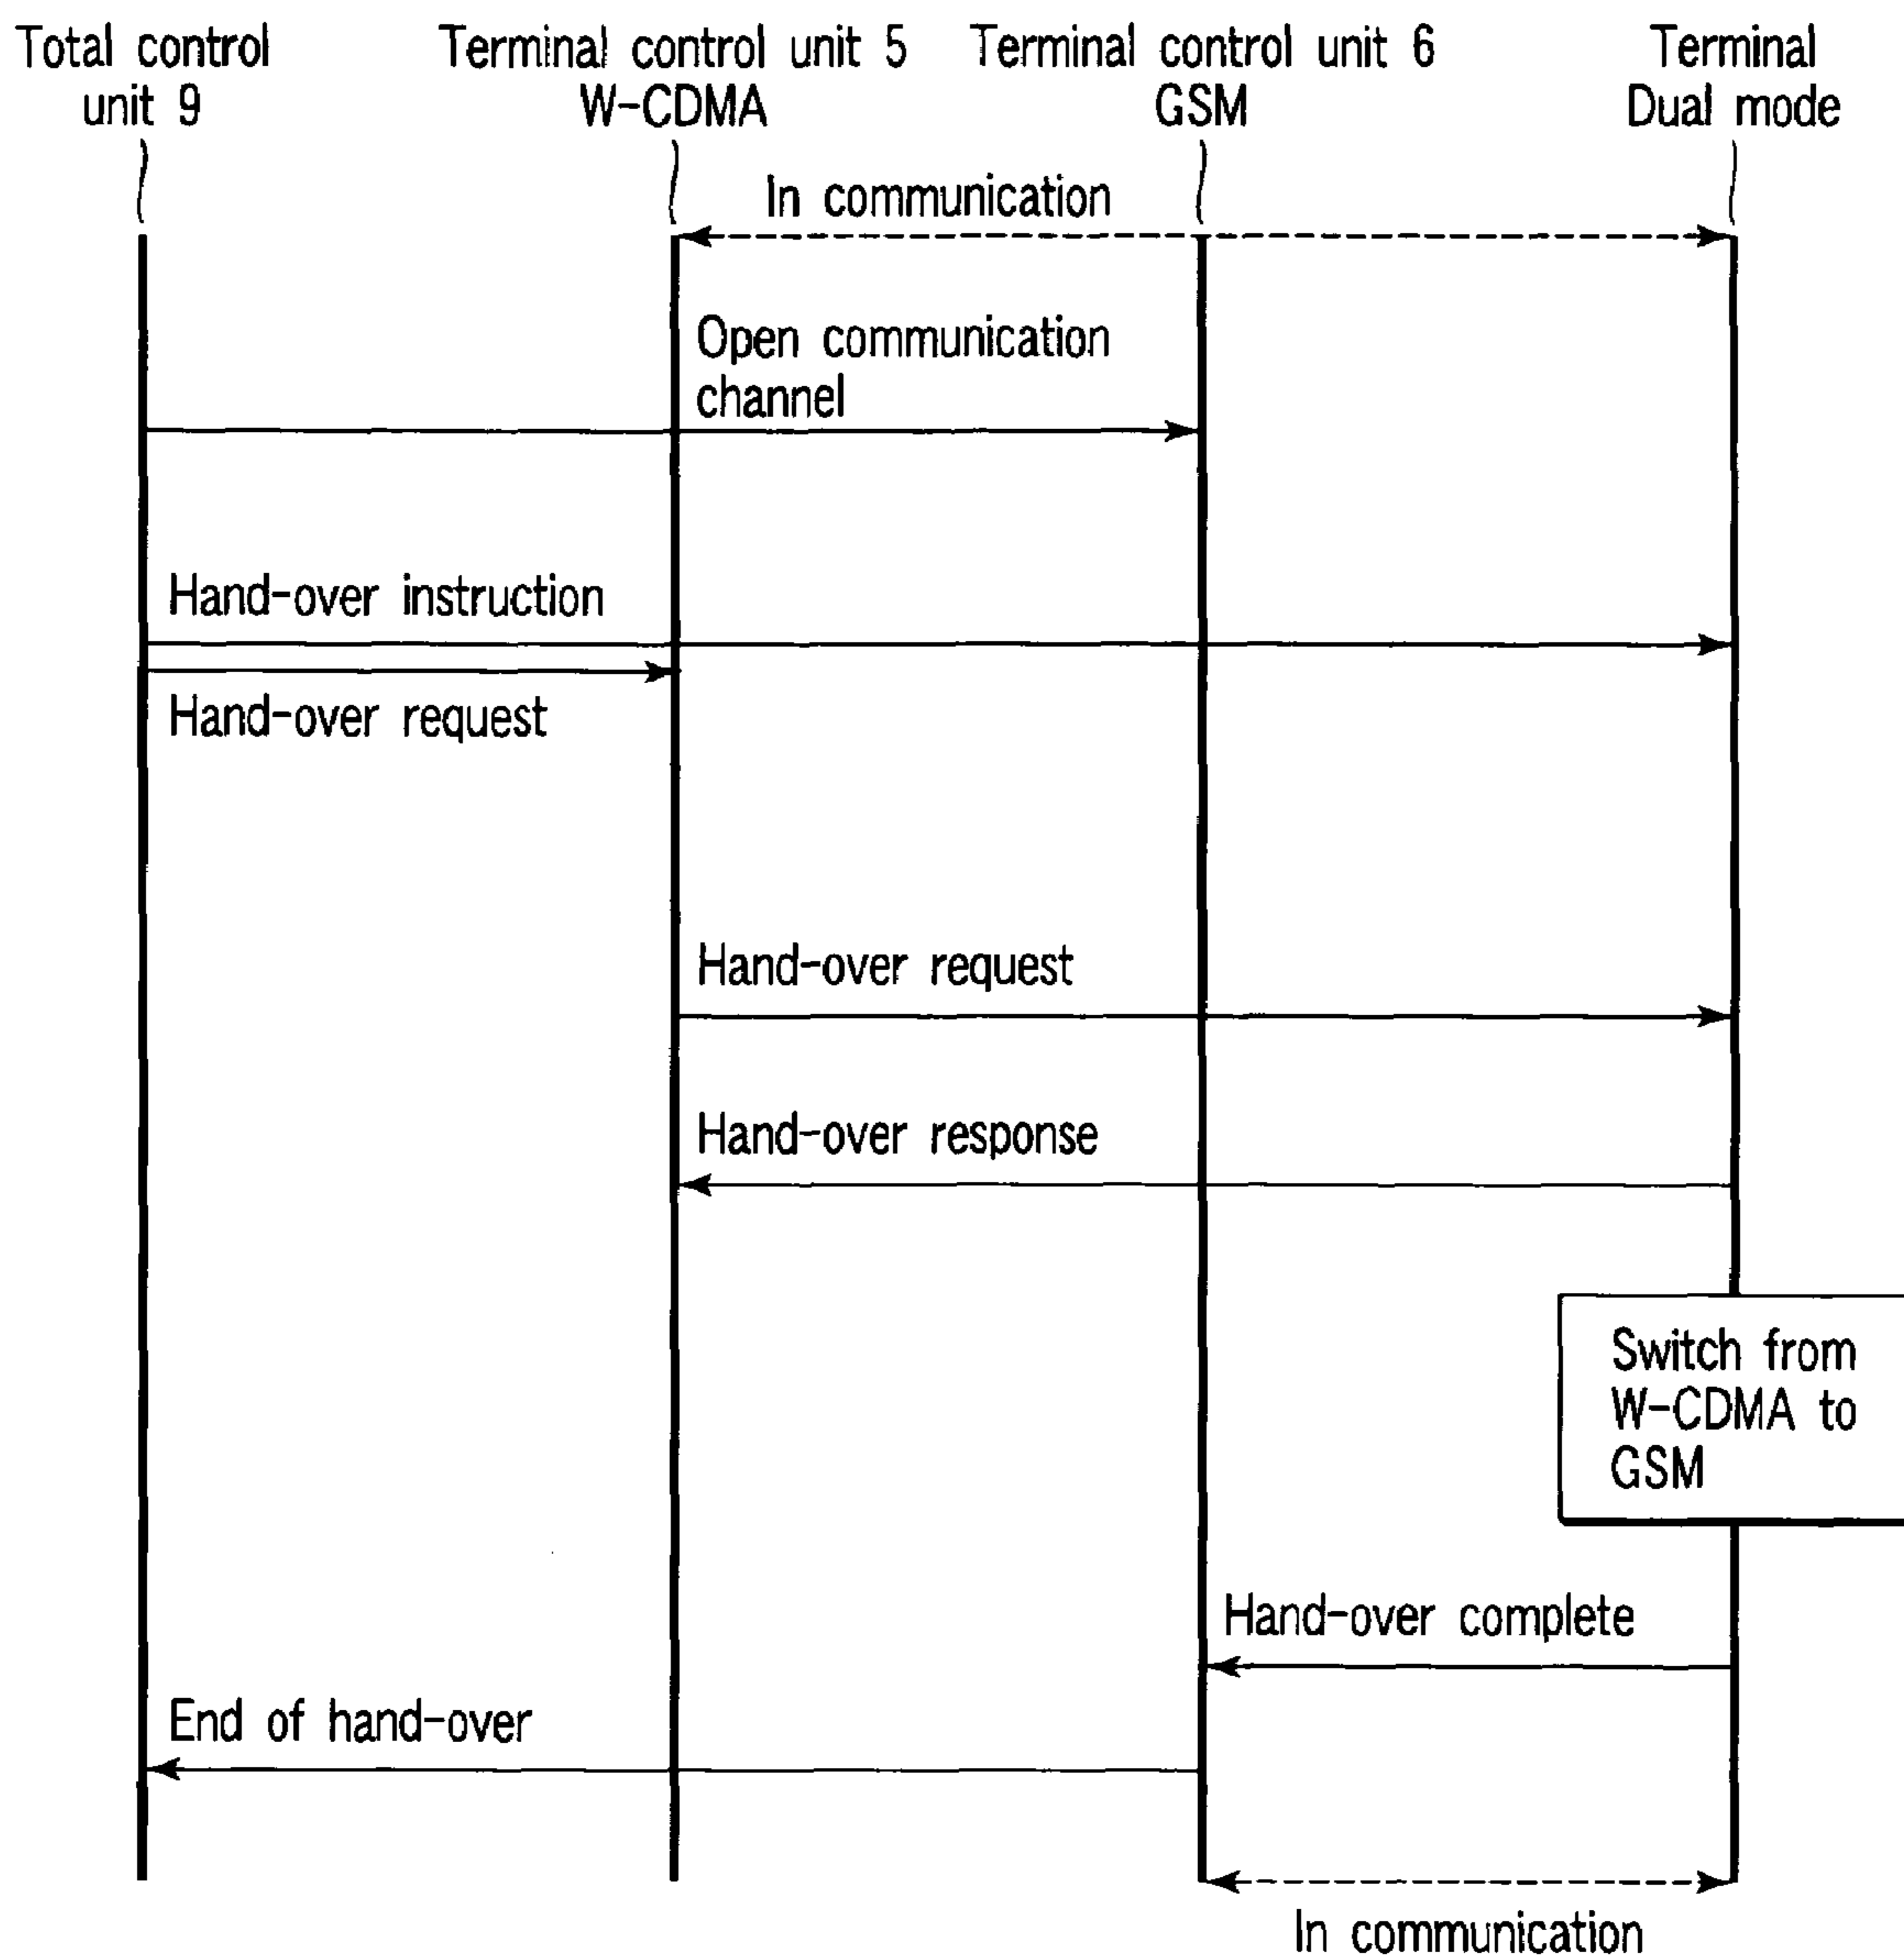 Total control
unit 9
Terminal control unit 5
W-CDMA
Terminal control unit 6
GSM
Terminal
Dual mode
In communication
Open communication
channel
Hand-over instruction
Hand-over request
Hand-over request
Hand-over response
Switch from
W-CDMA to
GSM
Hand-over complete
End of hand-over
In communication